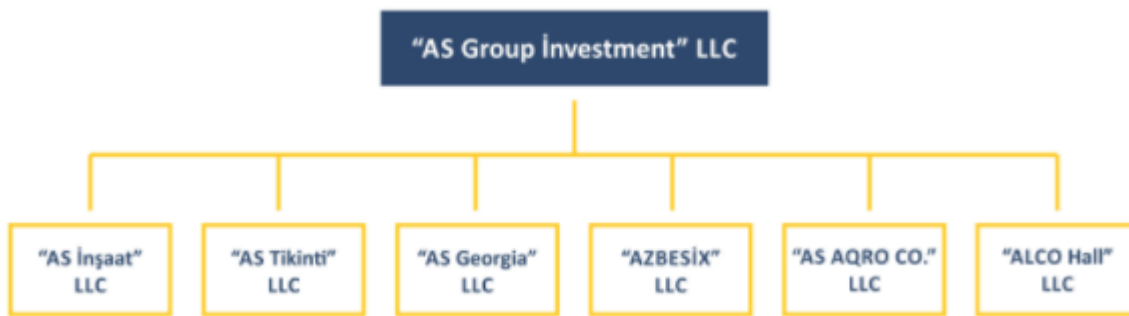 “AS Group İnvestment” LLC
“AS İnşaat”
LLC
“AS Tikinti”
LLC
“AS Georgia”
LLC
“AZBESİX”
LLC
“AS AQRO CO.”
LLC
“ALCO Hall”
LLC